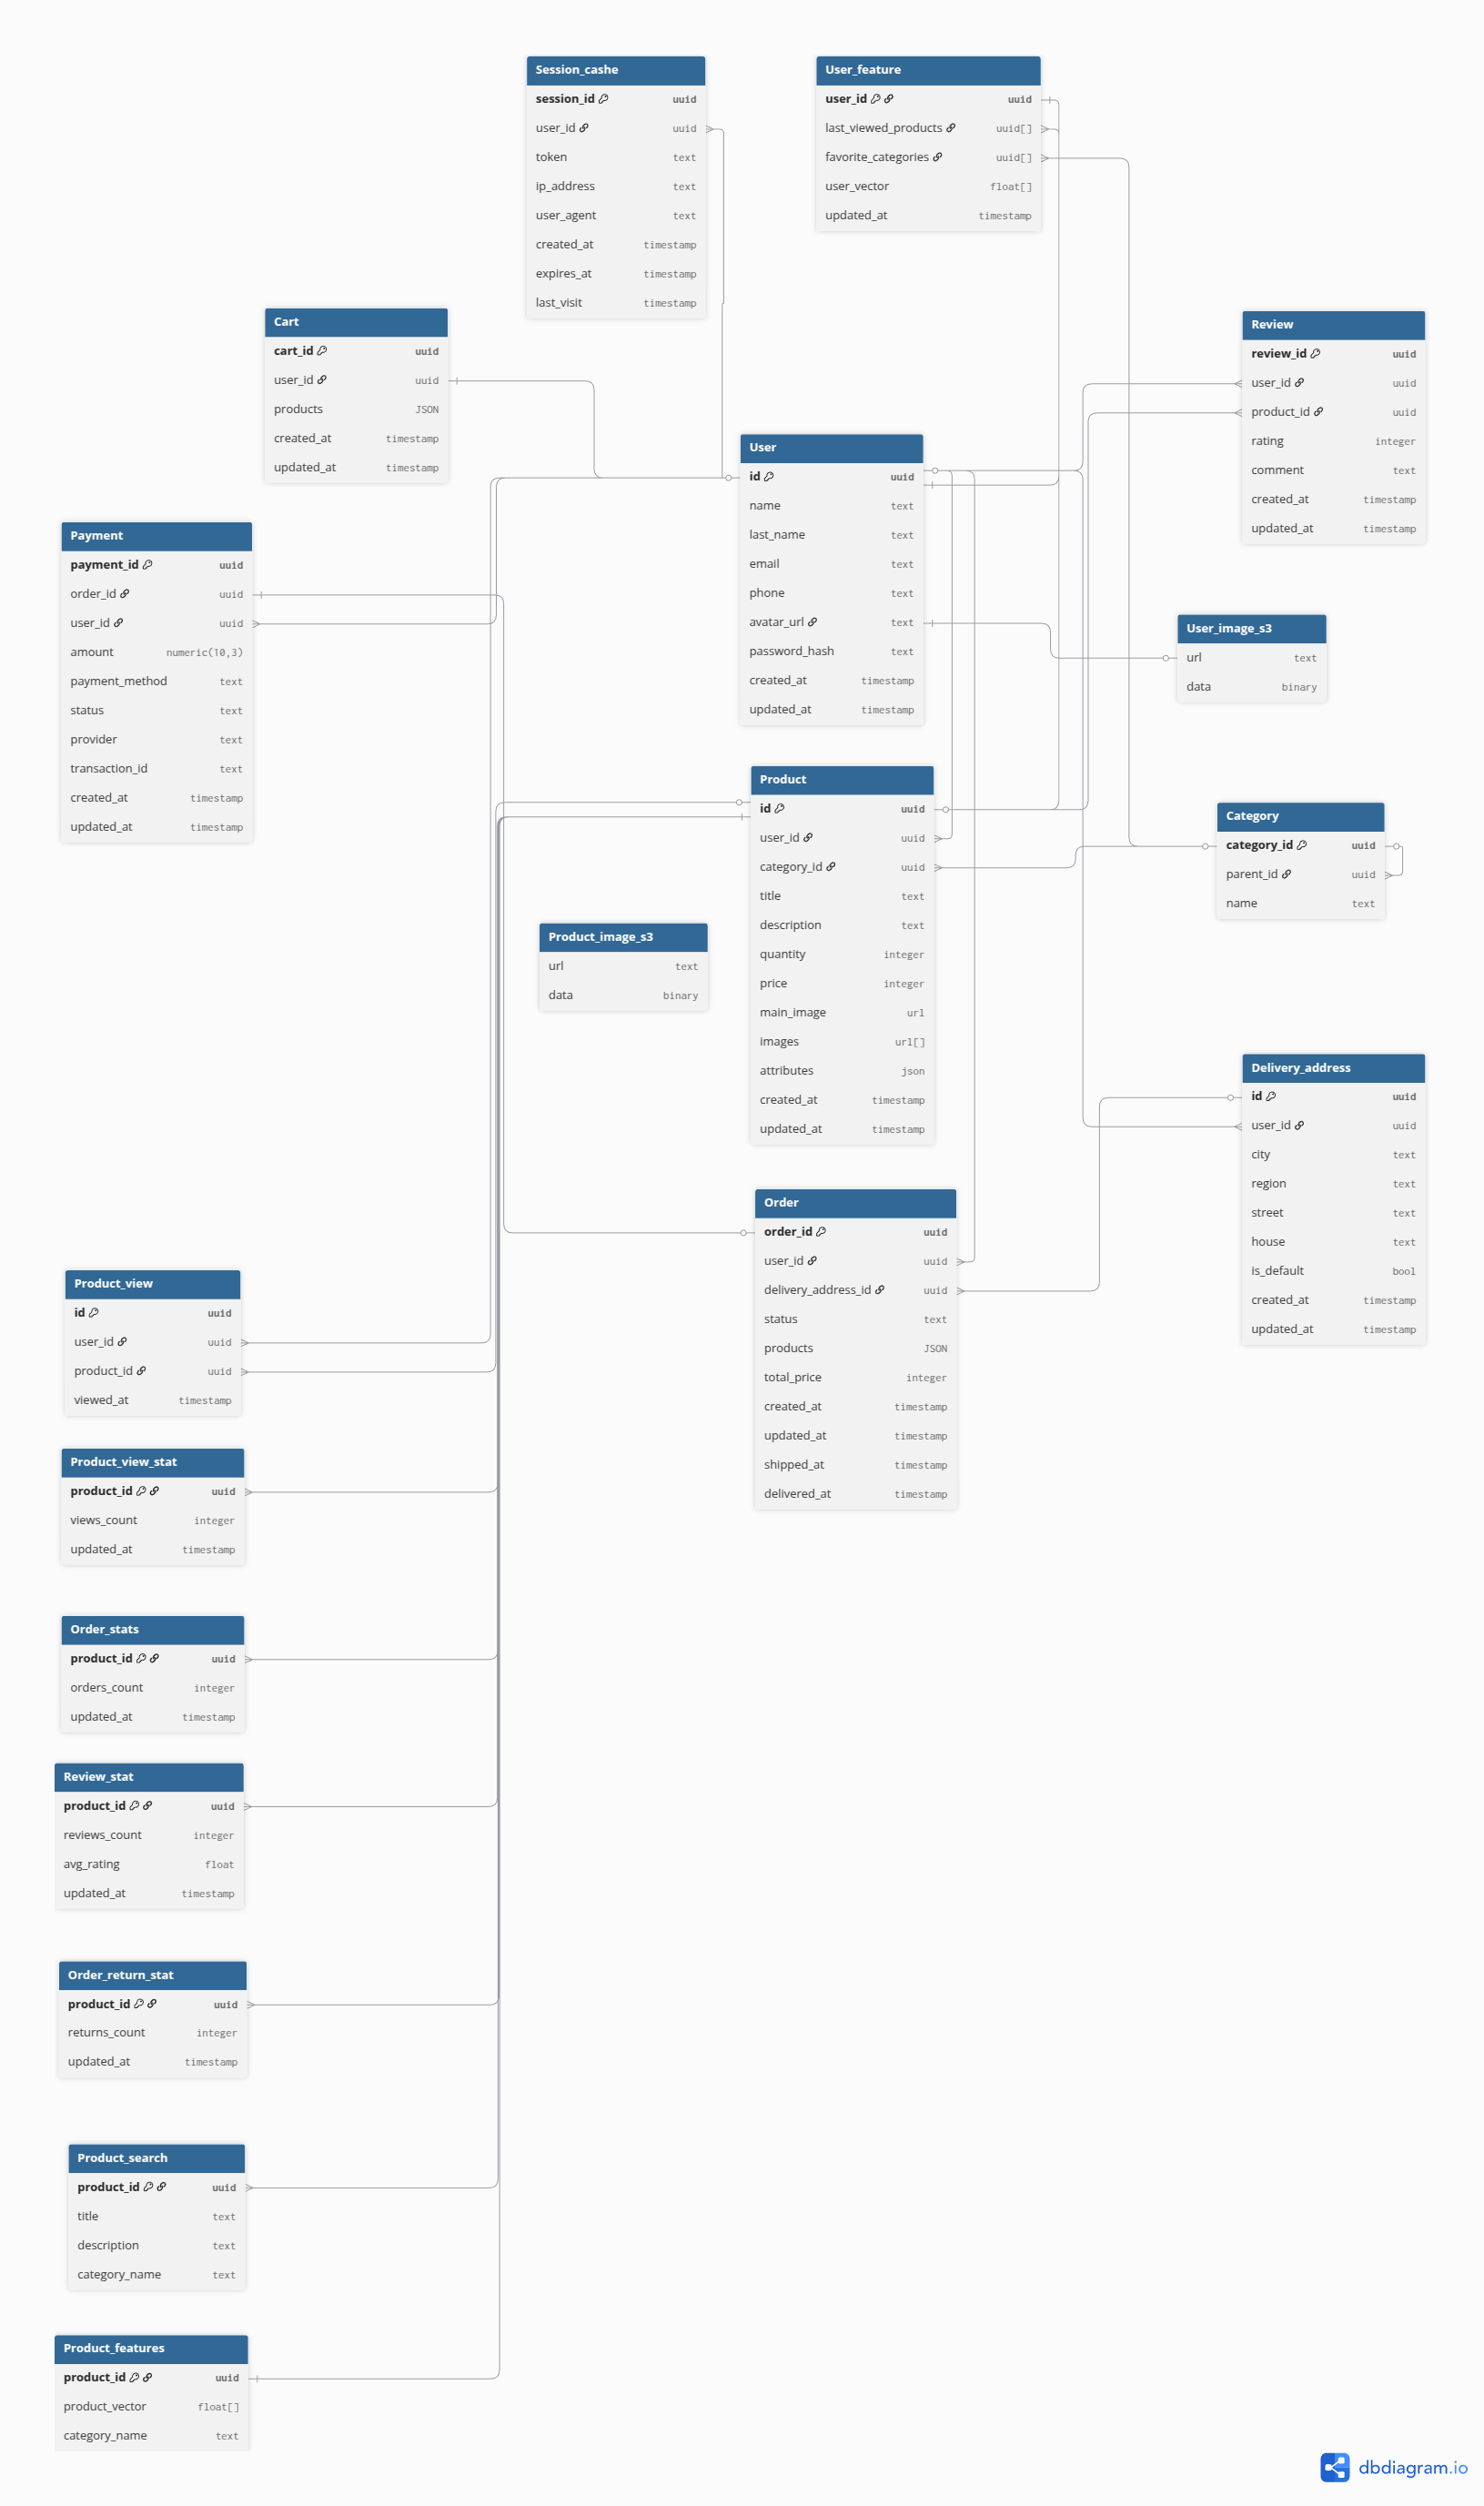 Session_cashe
session_id uuid
user_id uuid
token text
ip_address text
user_agent text
created_at timestamp
expires_at timestamp
last_visit timestamp
User_feature
user_id uuid
last_viewed_products uuid[]
favorite_categories uuid[]
user_vector float[]
updated_at timestamp
Cart
cart_id uuid
user_id uuid
products JSON
created_at timestamp
updated_at timestamp
Review
review_id uuid
user_id uuid
product_id uuid
rating integer
comment text
created_at timestamp
updated_at timestamp
User
id uuid
name text
last_name text
email text
phone text
avatar_url text
password_hash text
created_at timestamp
updated_at timestamp
Payment
payment_id uuid
order_id uuid
user_id uuid
amount numeric(10,3)
payment_method text
status text
provider text
transaction_id text
created_at timestamp
updated_at timestamp
User_image_s3
url text
data binary
Product
id uuid
user_id uuid
category_id uuid
title text
description text
quantity integer
price integer
main_image url
images url[]
attributes json
created_at timestamp
updated_at timestamp
Category
category_id uuid
parent_id uuid
name text
Product_image_s3
url text
data binary
Delivery_address
id uuid
user_id uuid
city text
region text
street text
house text
is_default bool
created_at timestamp
updated_at timestamp
Order
order_id uuid
user_id uuid
delivery_address_id uuid
status text
products JSON
total_price integer
created_at timestamp
updated_at timestamp
shipped_at timestamp
delivered_at timestamp
Product_view
id uuid
user_id uuid
product_id uuid
viewed_at timestamp
Product_view_stat
product_id uuid
views_count integer
updated_at timestamp
Order_stats
product_id uuid
orders_count integer
updated_at timestamp
Review_stat
product_id uuid
reviews_count integer
avg_rating float
updated_at timestamp
Order_return_stat
product_id uuid
returns_count integer
updated_at timestamp
Product_search
product_id uuid
title text
description text
category_name text
Product_features
product_id uuid
product_vector float[]
category_name text
dbdiagram.io